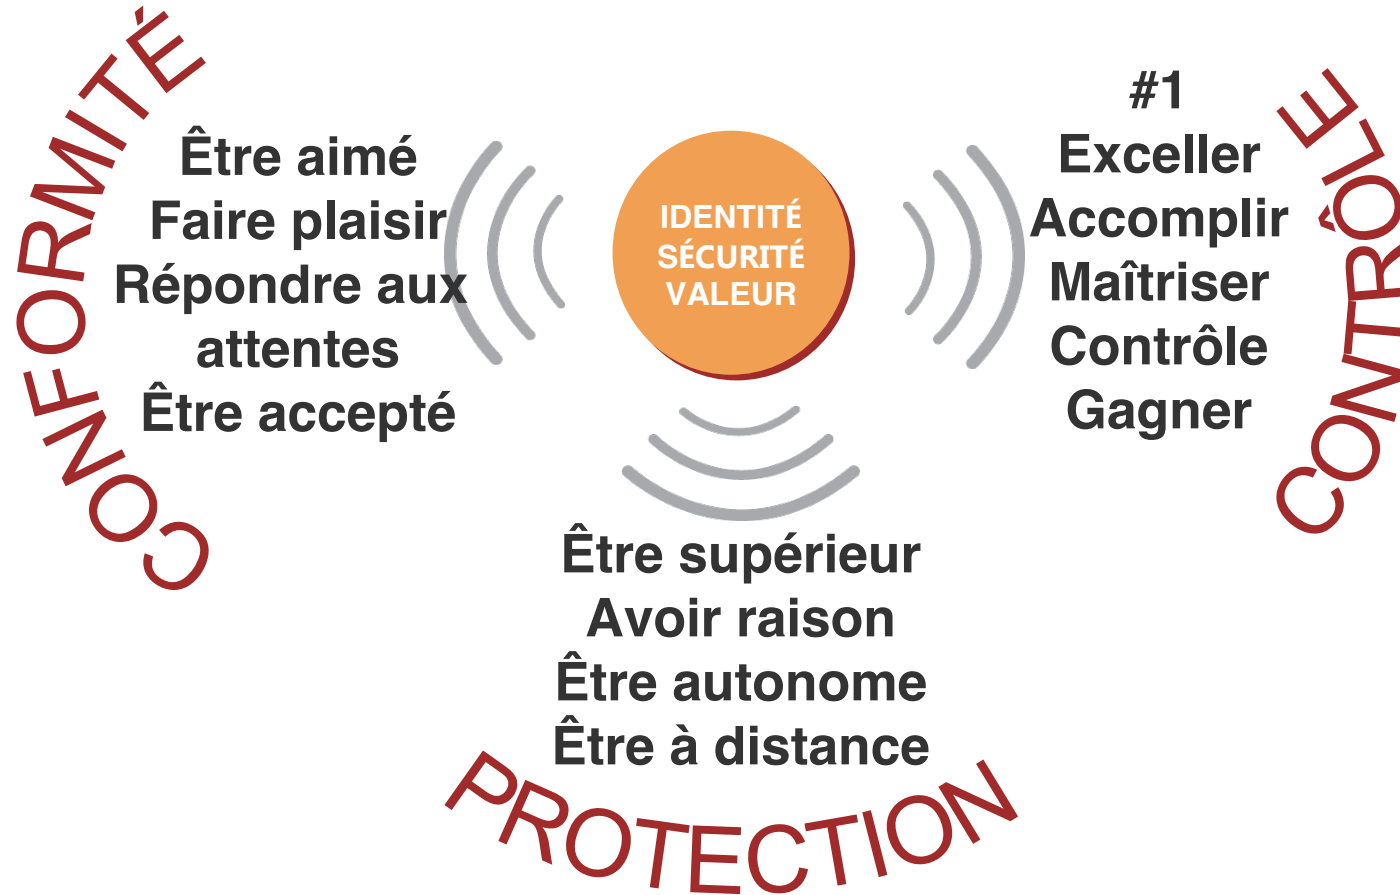 CONFORMITÉ
Être aimé
Faire plaisir
Répondre aux
attentes
Être accepté
IDENTITÉ
SÉCURITÉ
VALEUR
#1
Exceller
Accomplir
Maîtriser
Contrôle
Gagner
CONTRÔLE
Être supérieur
Avoir raison
Être autonome
Être à distance
PROTECTION